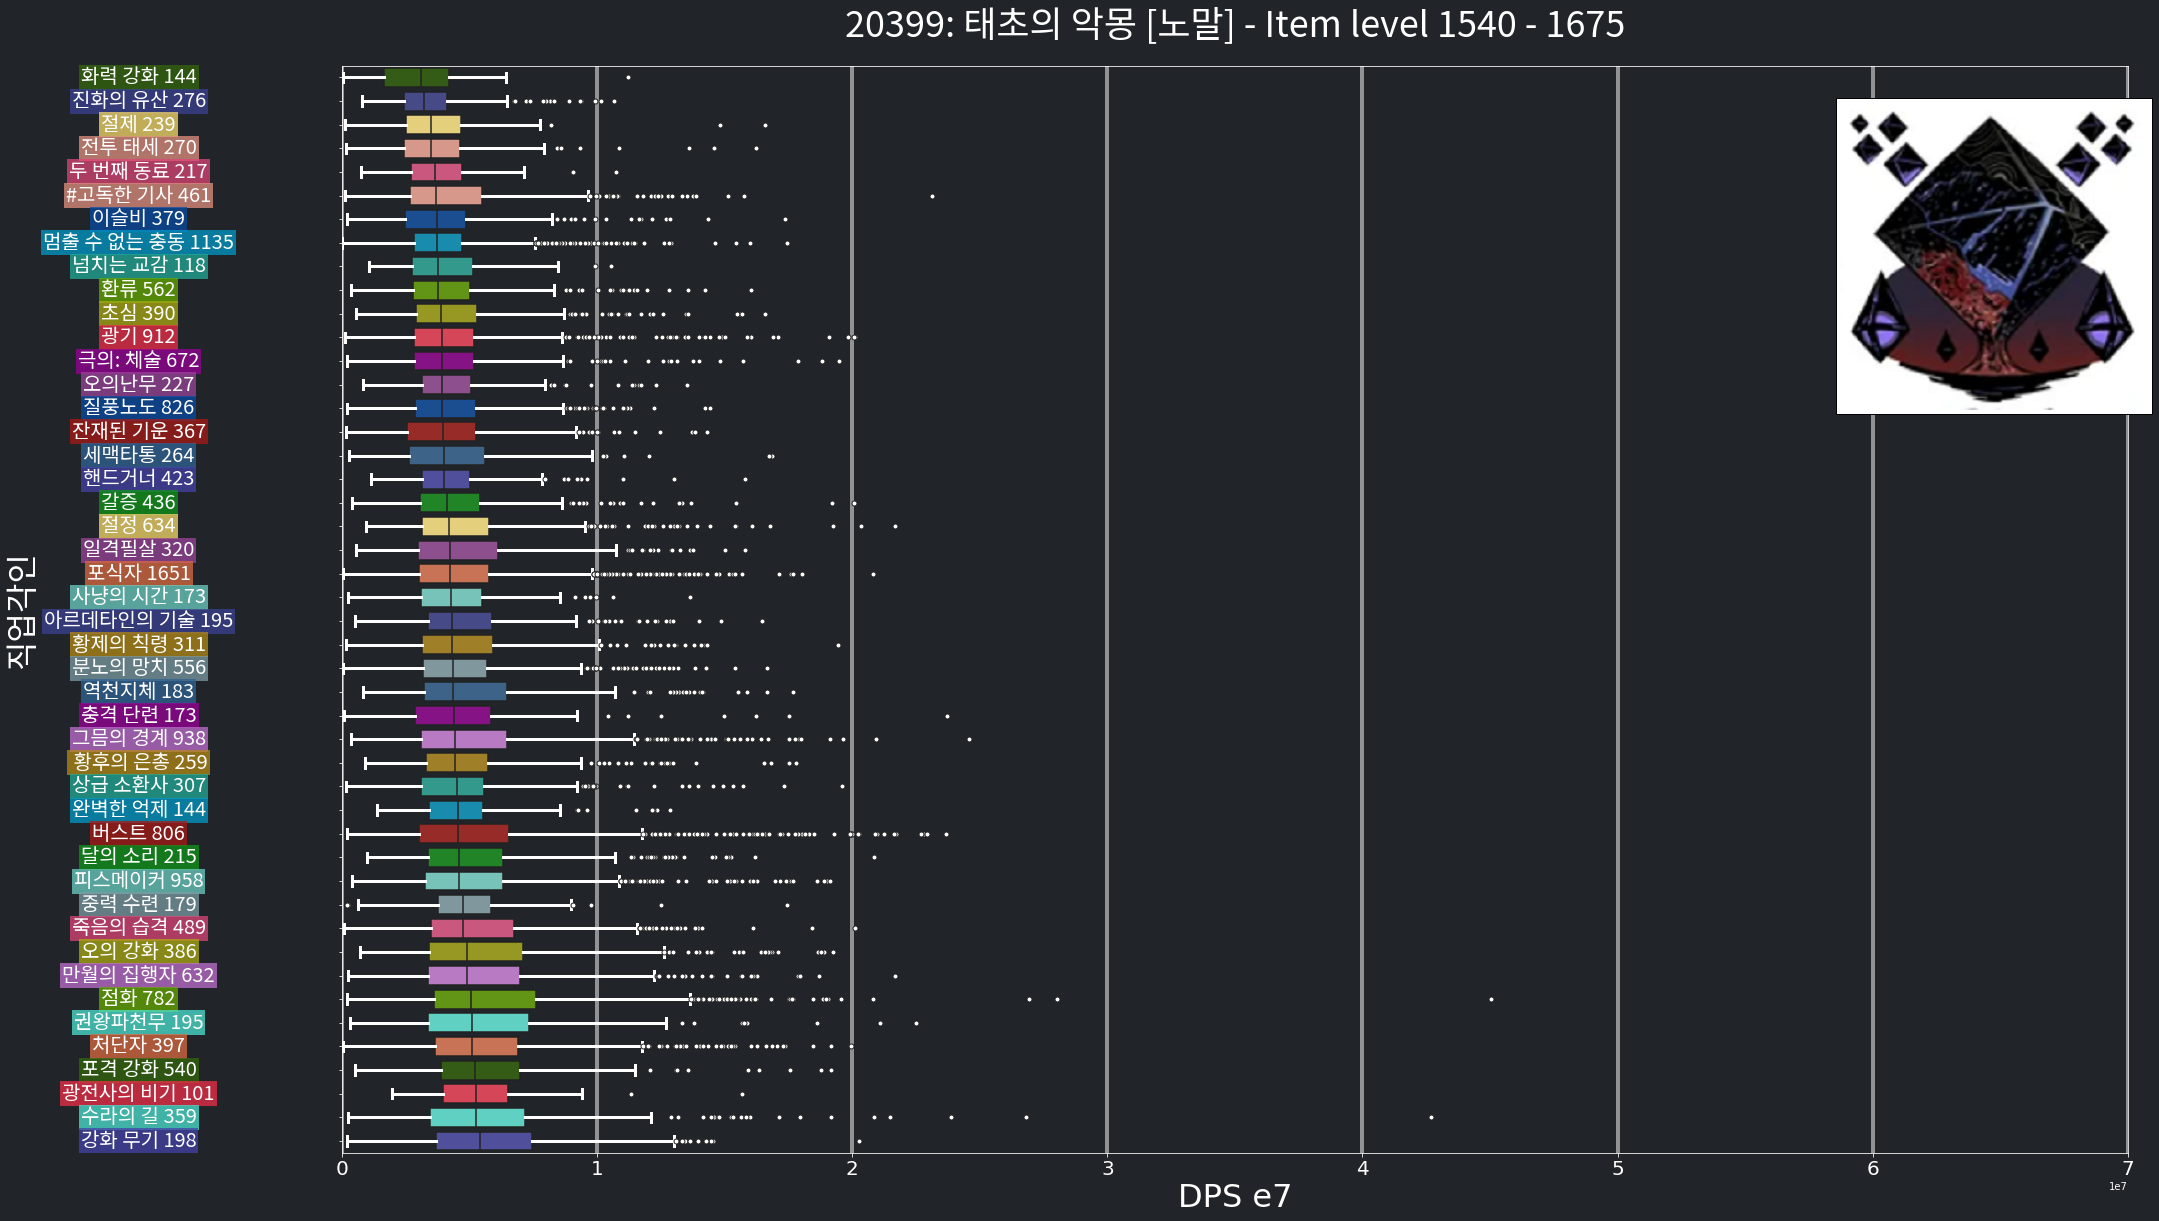 20399: 태초의 악몽 [노말] - Item level 1540 - 1675
화력 강화 144
진화의 유산 276
절제 239
전투 태세 270
두 번째 동료 217
#고독한 기사 461
이슬비 379
멈출 수 없는 충동 1135
넘치는 교감 118
환류 562
초심 390
광기 912
극의: 체술 672
오의난무 227
질풍노도 826
잔재된 기운 367
세맥타통 264
핸드거너 423
갈증 436
절정 634
일격필살 320
포식자 1651
사냥의 시간 173
아르데타인의 기술 195
황제의 칙령 311
분노의 망치 556
역천지체 183
충격 단련 173
그믐의 경계 938
황후의 은총 259
상급 소환사 307
완벽한 억제 144
버스트 806
달의 소리 215
피스메이커 958
중력 수련 179
죽음의 습격 489
오의 강화 386
만월의 집행자 632
점화 782
권왕파천무 195
처단자 397
포격 강화 540
광전사의 비기 101
수라의 길 359
강화 무기 198
직업각인
0 1 2 3 4 5 6 7
1e7
DPS e7